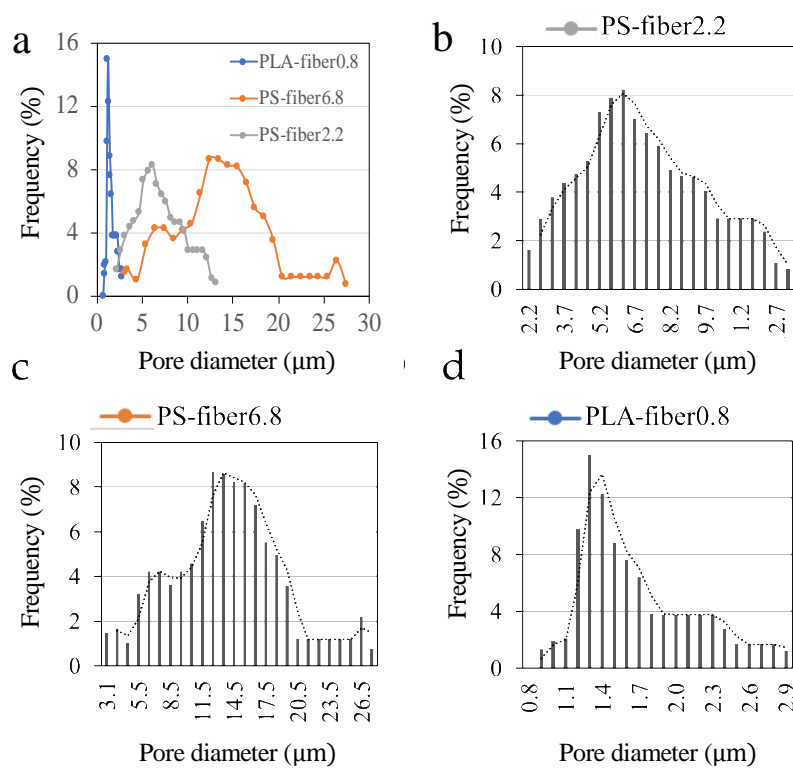 a
16
12
8
4
0
Frequency (%)
PLA-fiber0.8
PS-fiber6.8
PS-fiber2.2
0 5 10 15 20 25 30
Pore diameter (μm)
b
PS-fiber2.2
10
8
6
4
2
0
Frequency (%)
2.2 3.7 5.2 6.7 8.2 9.7 1.2 2.7
Pore diameter (μm)
c
PS-fiber6.8
10
8
6
4
2
0
Frequency (%)
3.1 5.5 8.5 11.5 14.5 17.5 20.5 23.5 26.5
Pore diameter (μm)
d
PLA-fiber0.8
16
12
8
4
0
Frequency (%)
0.8 1.1 1.4 1.7 2.0 2.3 2.6 2.9
Pore diameter (μm)